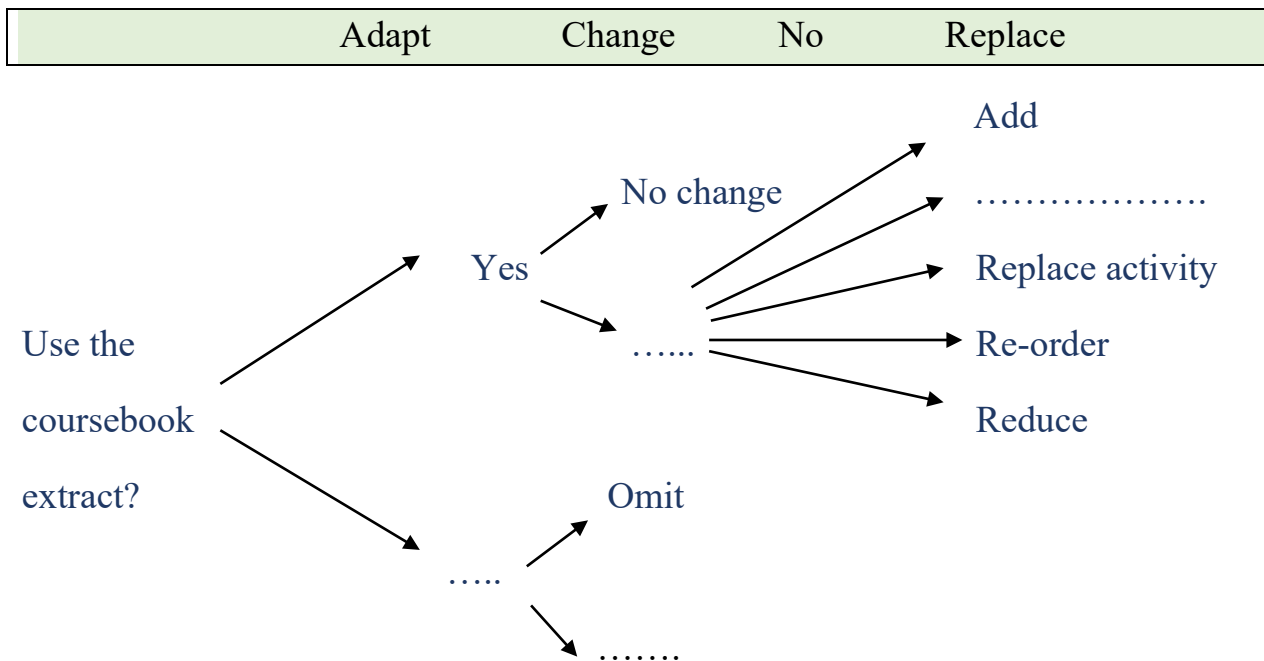 Adapt Change No Replace
Add
No change
………………….
Yes
Replace activity
Use the
…...
Re-order
coursebook
Reduce
extract?
Omit
…..
…….